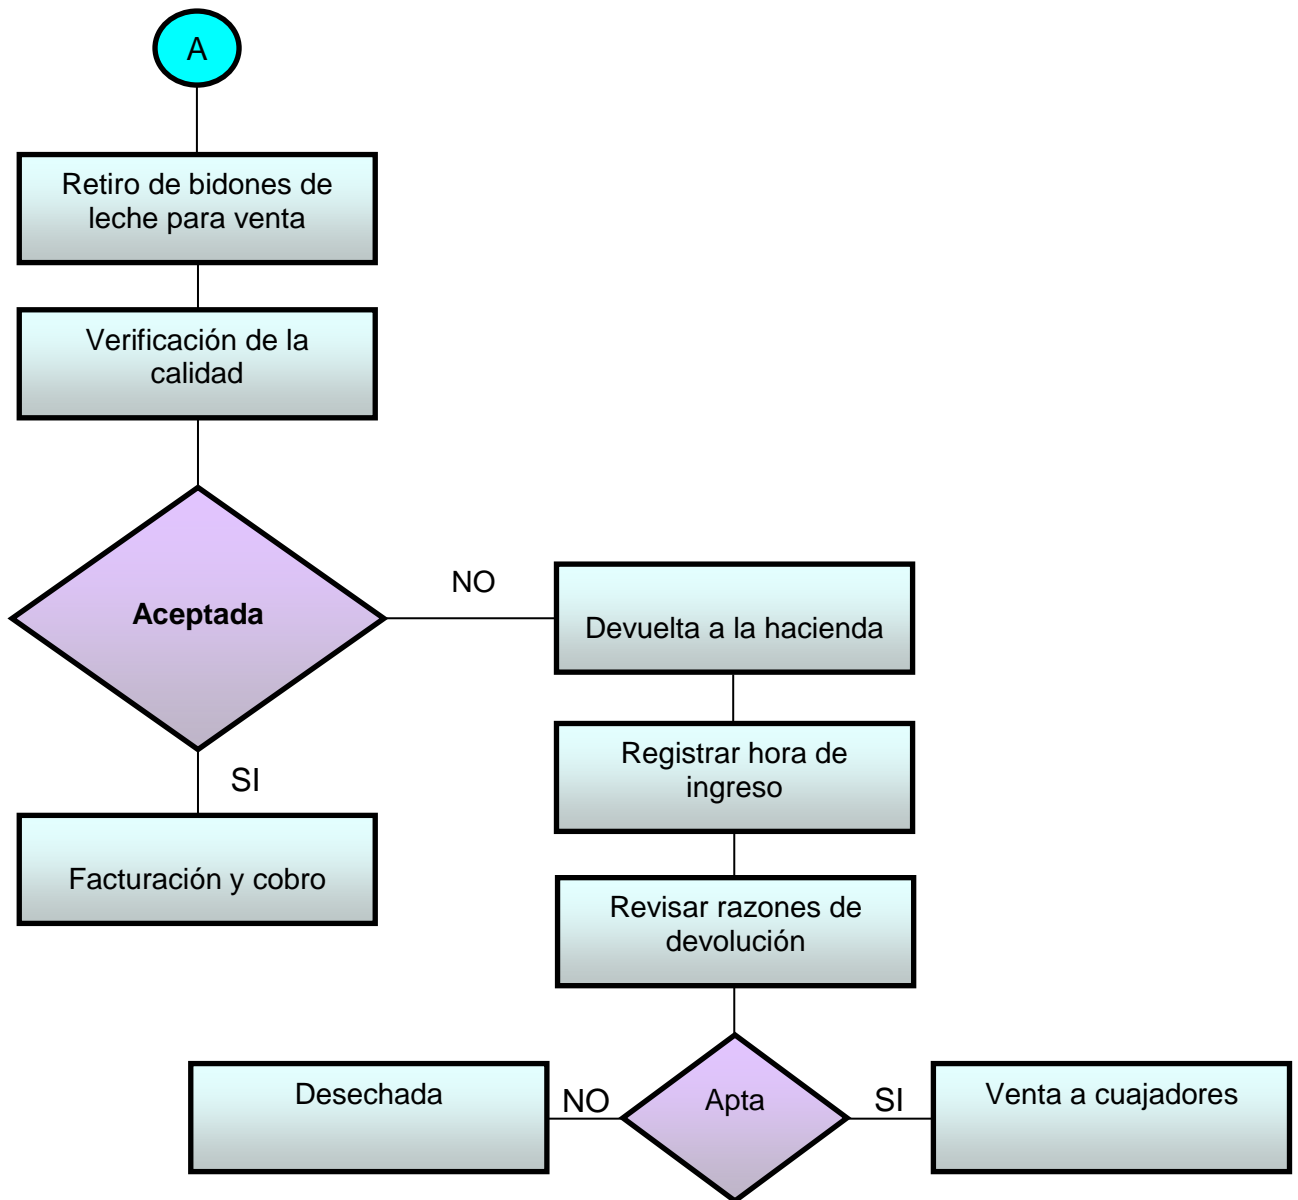 A
Retiro de bidones de
leche para venta
Verificación de la
calidad
Aceptada
NO
Devuelta a la hacienda
SI
Facturación y cobro
Registrar hora de
ingreso
Revisar razones de
devolución
Desechada
NO
Apta
SI
Venta a cuajadores